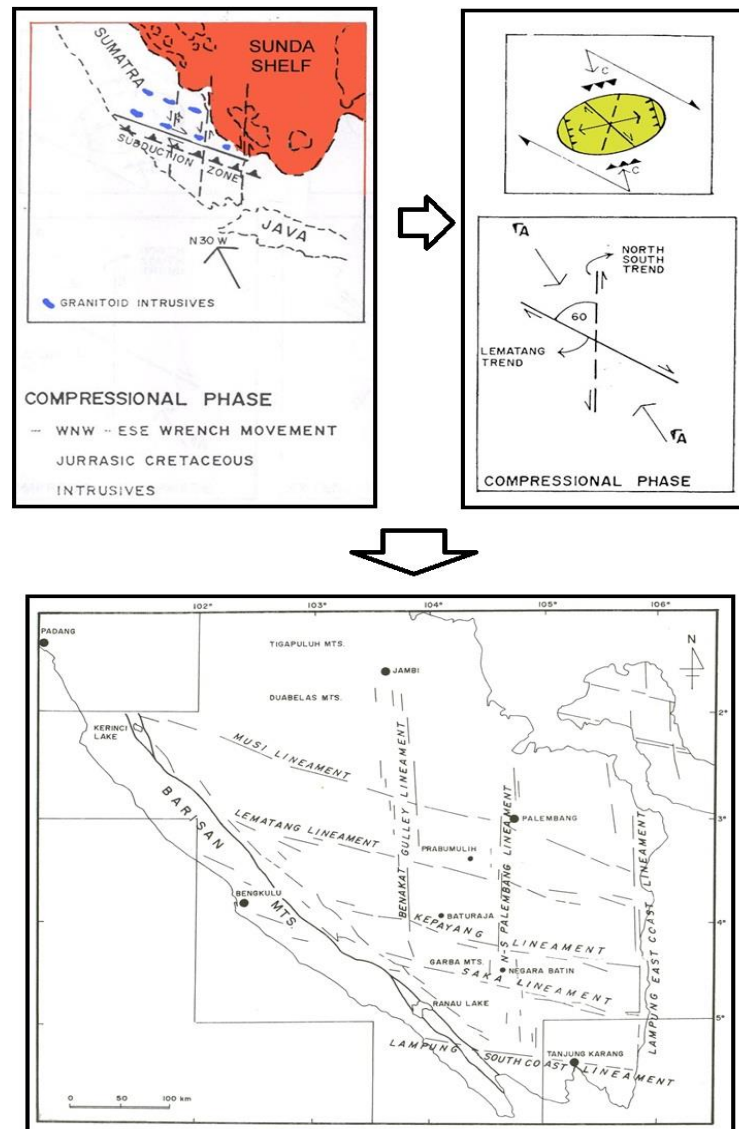 SUNDA
SHELF
SUMATRA
SUBDUCTION ZONE
JAVA
N30 W
GRANITOID INTRUSIVES
COMPRESSIONAL PHASE
-- WNW - ESE WRENCH MOVEMENT
JURRASIC CRETACEOUS
INTRUSIVES
C
C
A
NORTH
SOUTH
TREND
60
LEMATANG
TREND
A
COMPRESSIONAL PHASE
102°
103°
104°
105°
106°
PADANG
TIGAPULUH MTS.
JAMBI
N
DUABELAS MTS.
2°
KERINCI
LAKE
MUSI LINEAMENT
BARISAN
MTS.
LEMATANG LINEAMENT
BENAKAT GULLEY LINEAMENT
N-S PALEMBANG LINEAMENT
LAMPUNG EAST COAST LINEAMENT
PALEMBANG
3°
PRABUMULIH
BENGKULU
BATURAJA
4°
KEPAYANG LINEAMENT
GARBA MTS.
NEGARA BATIN
SAKA LINEAMENT
RANAU LAKE
5°
LAMPUNG SOUTH COAST LINEAMENT
TANJUNG KARANG
0 50 100 km